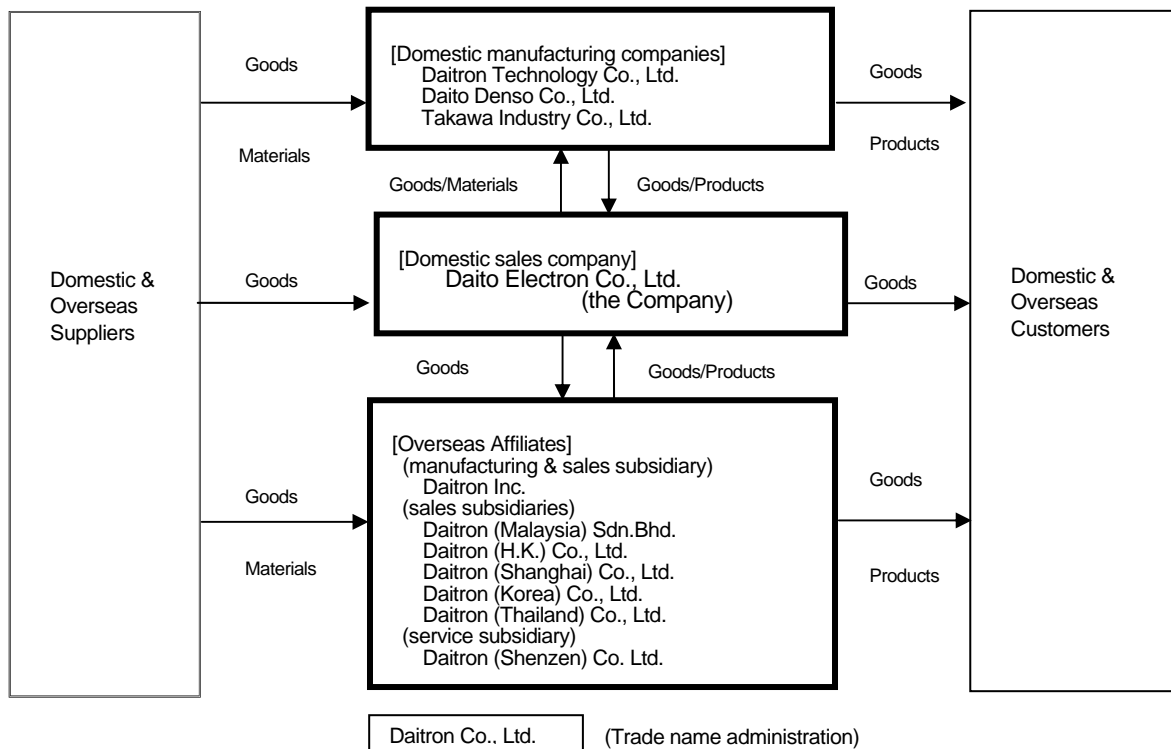 Domestic &
Overseas
Suppliers
Goods
Materials
Goods
Goods
Materials
[Domestic manufacturing companies]
Daitron Technology Co., Ltd.
Daito Denso Co., Ltd.
Takawa Industry Co., Ltd.
Goods/Materials
Goods/Products
[Domestic sales company]
Daito Electron Co., Ltd.
(the Company)
Goods
Goods/Products
[Overseas Affiliates]
(manufacturing & sales subsidiary)
Daitron Inc.
(sales subsidiaries)
Daitron (Malaysia) Sdn.Bhd.
Daitron (H.K.) Co., Ltd.
Daitron (Shanghai) Co., Ltd.
Daitron (Korea) Co., Ltd.
Daitron (Thailand) Co., Ltd.
(service subsidiary)
Daitron (Shenzen) Co. Ltd.
Goods
Products
Goods
Goods
Products
Domestic &
Overseas
Customers
Daitron Co., Ltd.
(Trade name administration)